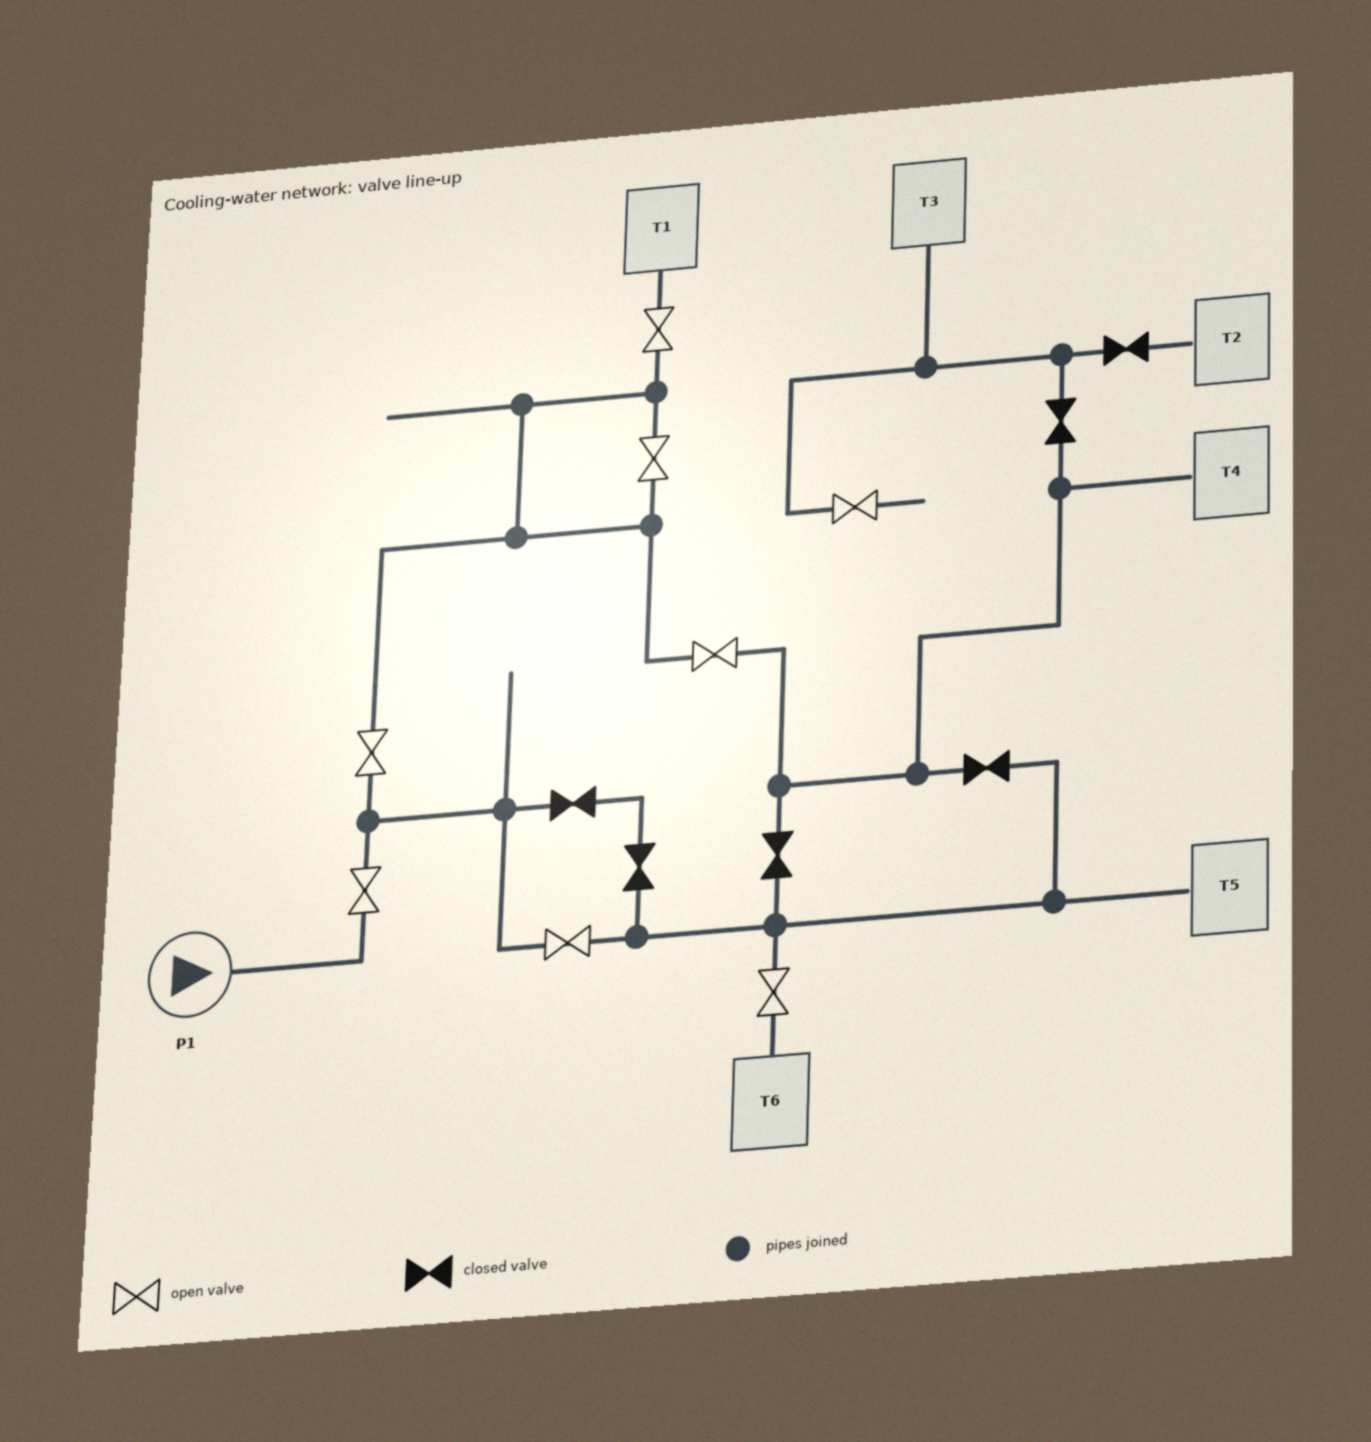 Cooling-water network: valve line-up
T1
T3
T2
T4
T5
P1
T6
open valve
closed valve
pipes joined